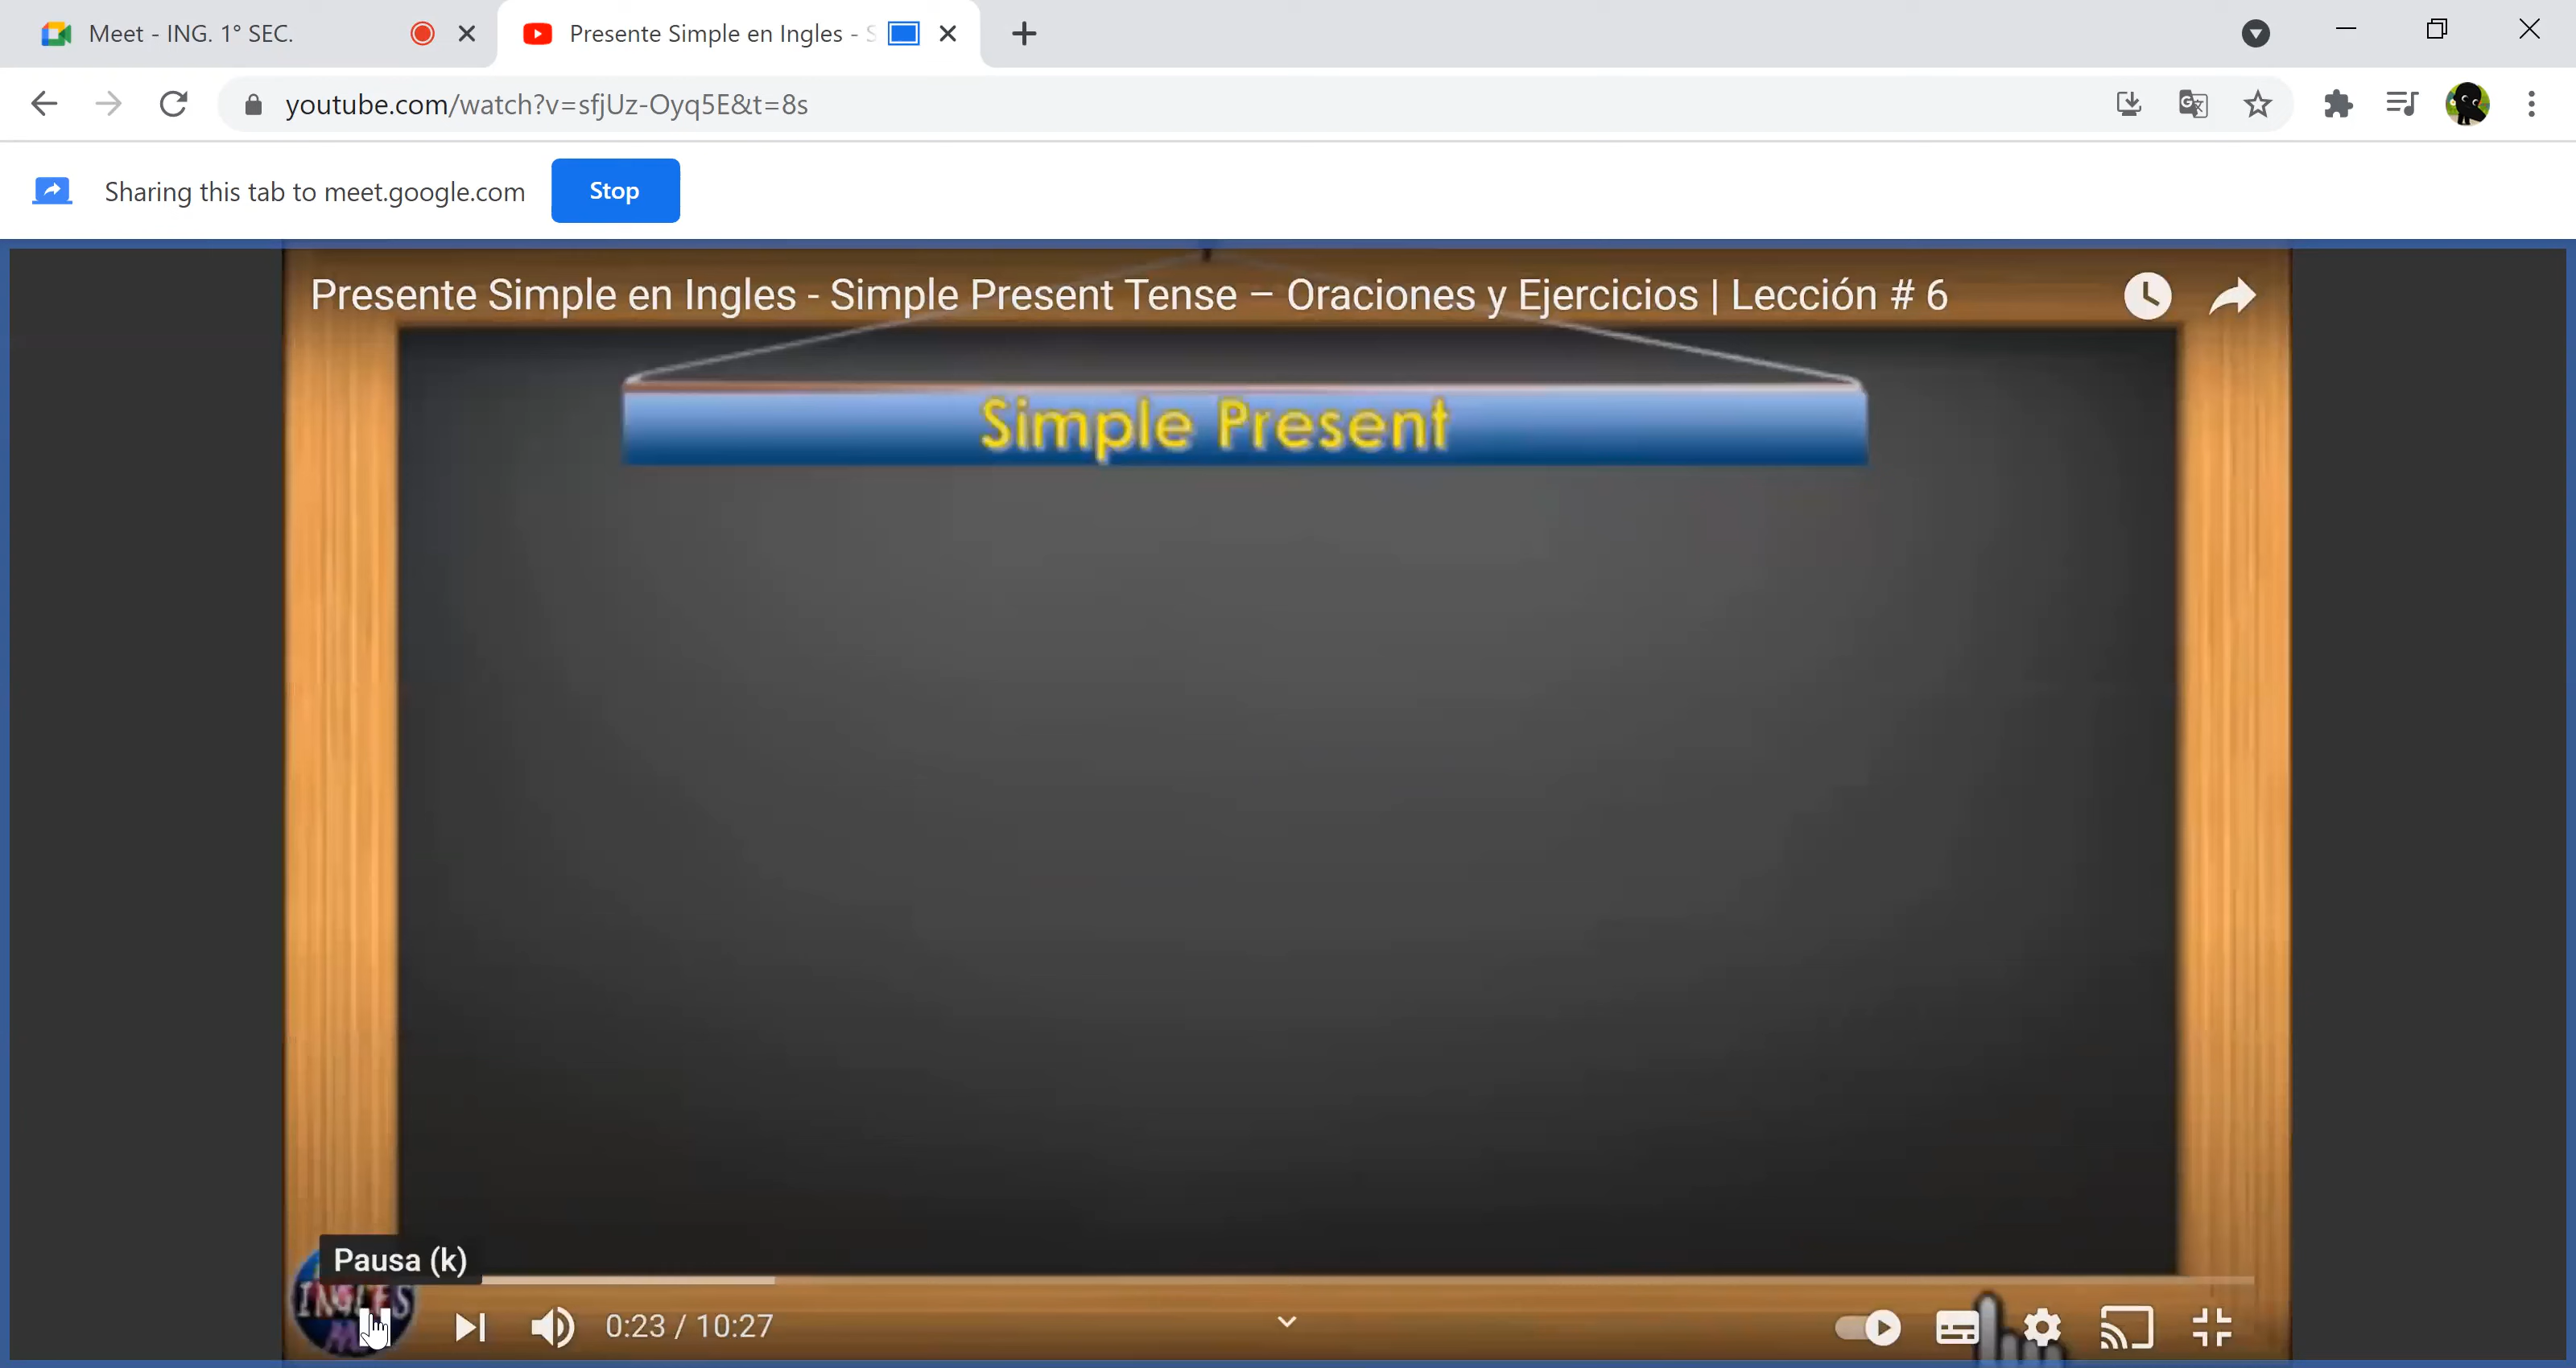 Meet - ING. 1° SEC.
Presente Simple en Ingles - S
youtube.com/watch?v=sfjUz-Oyq5E&t=8s
Sharing this tab to meet.google.com
Stop
Presente Simple en Ingles - Simple Present Tense – Oraciones y Ejercicios | Lección # 6
Simple Present
Pausa (k)
INGLES
0:23 / 10:27